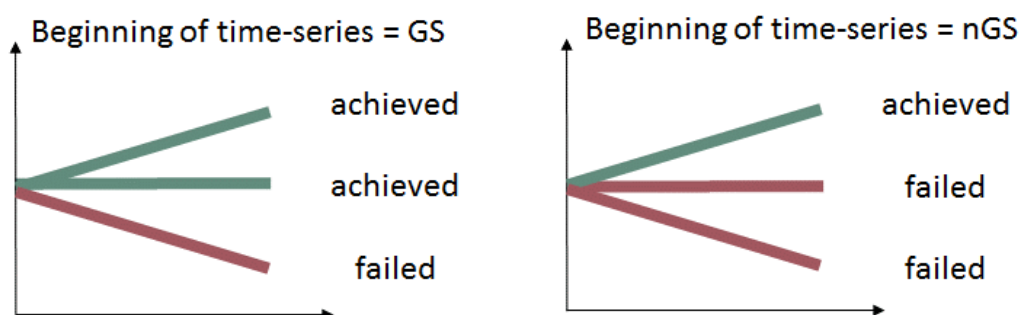 Beginning of time-series = GS
achieved
achieved
failed
Beginning of time-series = nGS
achieved
failed
failed